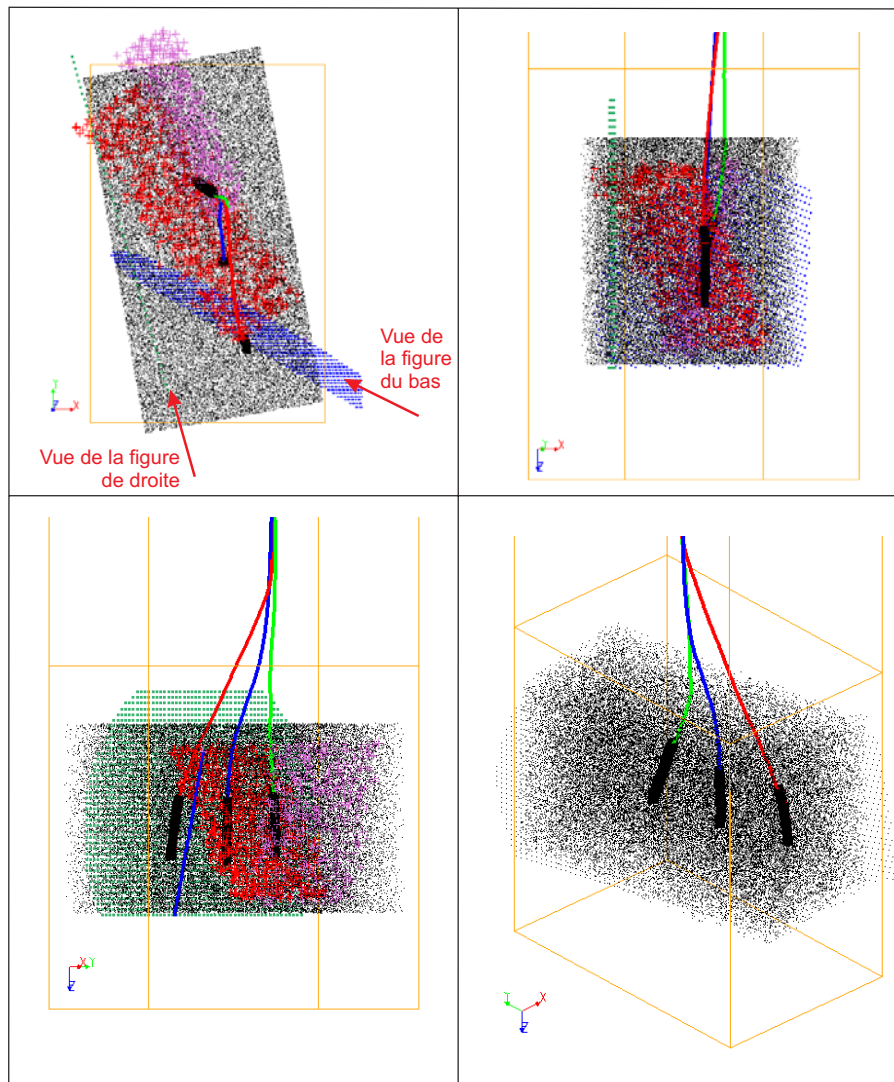 Vue de
la figure
du bas
Y
Z X
Vue de la figure
de droite
Y X
Z
X Y
Z
Y X
Z